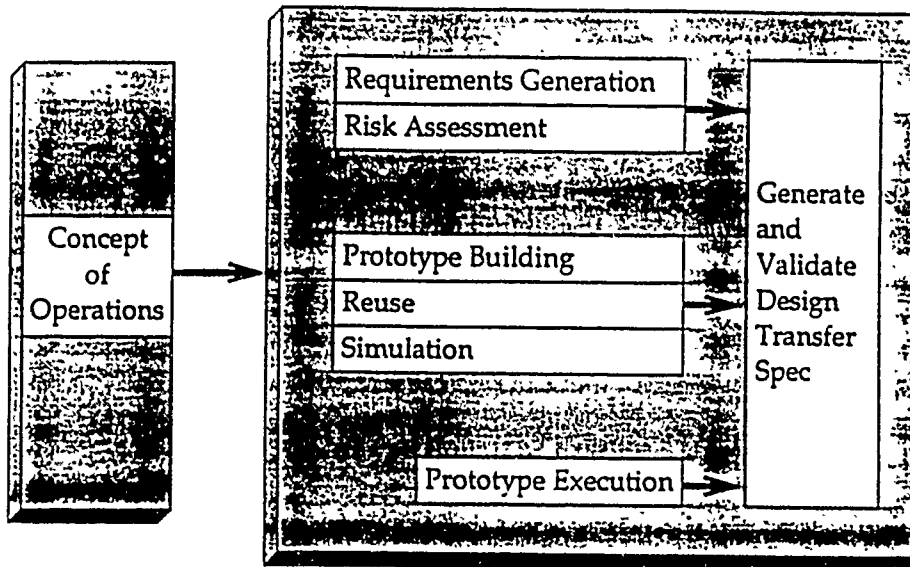 Concept
of
Operations
Requirements Generation
Risk Assessment
Prototype Building
Reuse
Simulation
Prototype Execution
Generate
and
Validate
Design
Transfer
Spec